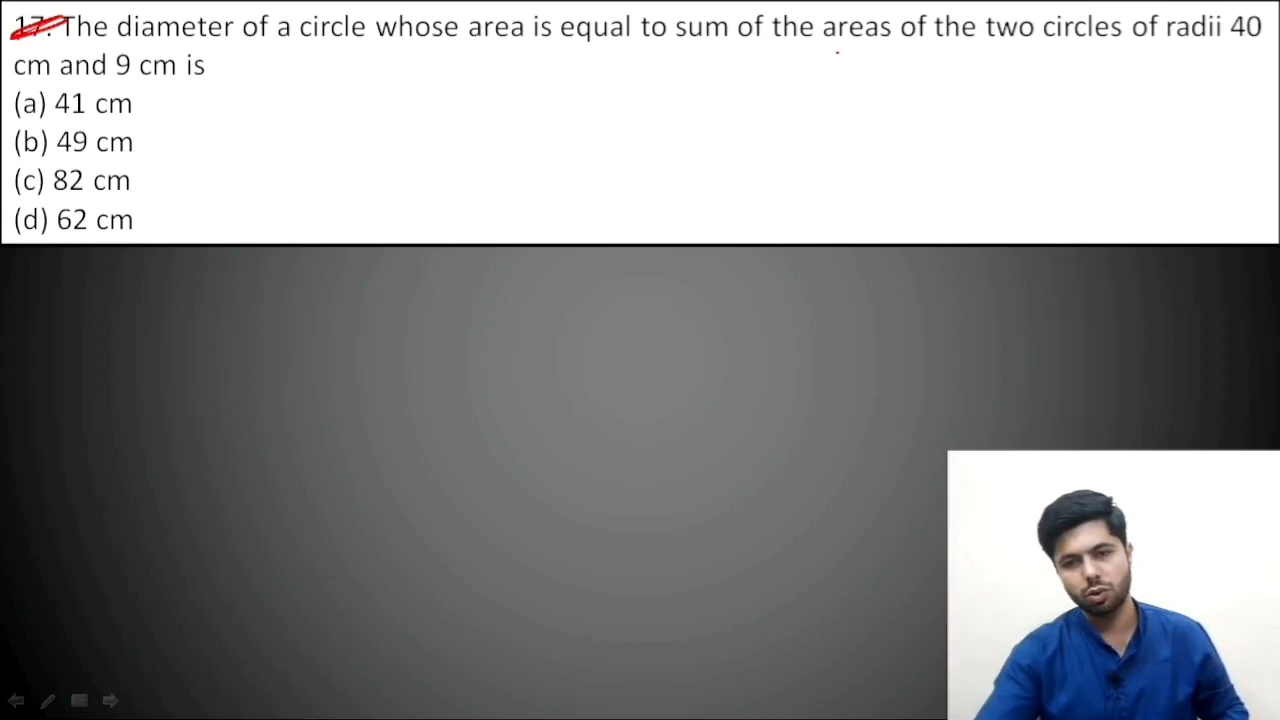 17. The diameter of a circle whose area is equal to sum of the areas of the two circles of radii 40
cm and 9 cm is
(a) 41 cm
(b) 49 cm
(c) 82 cm
(d) 62 cm